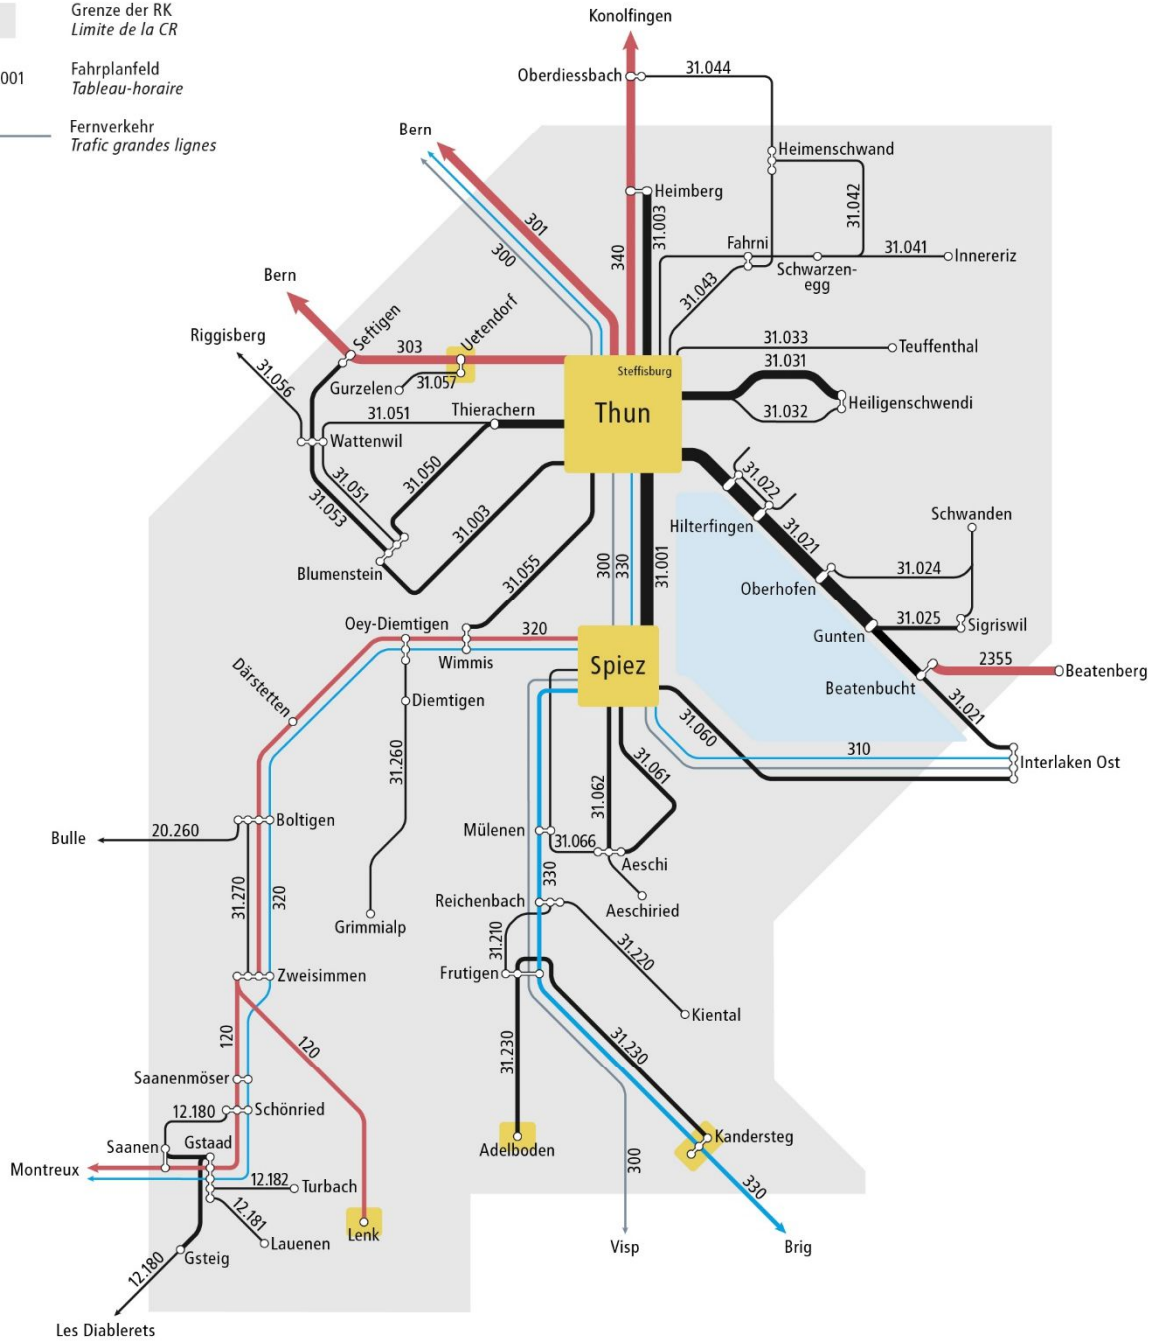 Grenze der RK
Limite de la CR
001
Fahrplanfeld
Tableau-horaire
Fernverkehr
Trafic grandes lignes
Konolfingen
Oberdiessbach
31.044
Bern
Heimenschwand
31.042
Heimberg
31.003
301
300
340
Fahrni
31.041
Innereriz
Schwarzen-
egg
31.043
Bern
Seftigen
Uetendorf
Riggisberg
303
31.033
Teuffenthal
31.056
Gurzelen
31.057
Steffisburg
31.031
Thun
31.051
Thierachern
31.032
Heiligenschwendi
Wattenwil
31.050
31.051
31.053
31.003
31.022
Hilterfingen
31.021
Schwanden
Blumenstein
31.055
300
330
31.001
31.024
Oberhofen
Oey-Diemtigen
320
Wimmis
Gunten
31.025
Sigriswil
Spiez
2355
Beatenberg
Därstetten
Beatenbucht
Diemtigen
31.021
31.060
31.260
310
Interlaken Ost
31.061
31.062
Boltigen
Bulle
20.260
Mülenen
31.066
Aeschi
330
31.270
320
Reichenbach
Aeschiried
Grimmialp
31.210
31.220
Zweisimmen
Frutigen
Kiental
120
120
31.230
31.230
Saanenmöser
12.180
Schönried
Saanen
Gstaad
Adelboden
Kandersteg
Montreux
300
12.182
Turbach
330
12.181
Lenk
Lauenen
Gsteig
Visp
Brig
12.180
Les Diablerets